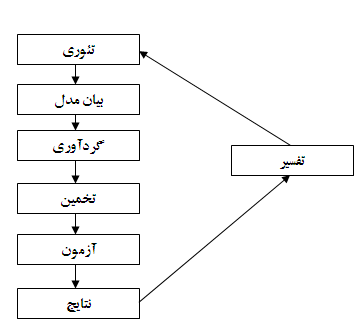 تئوری
بیان مدل
گردآوری
تفسیر
تخمین
آزمون
نتایج